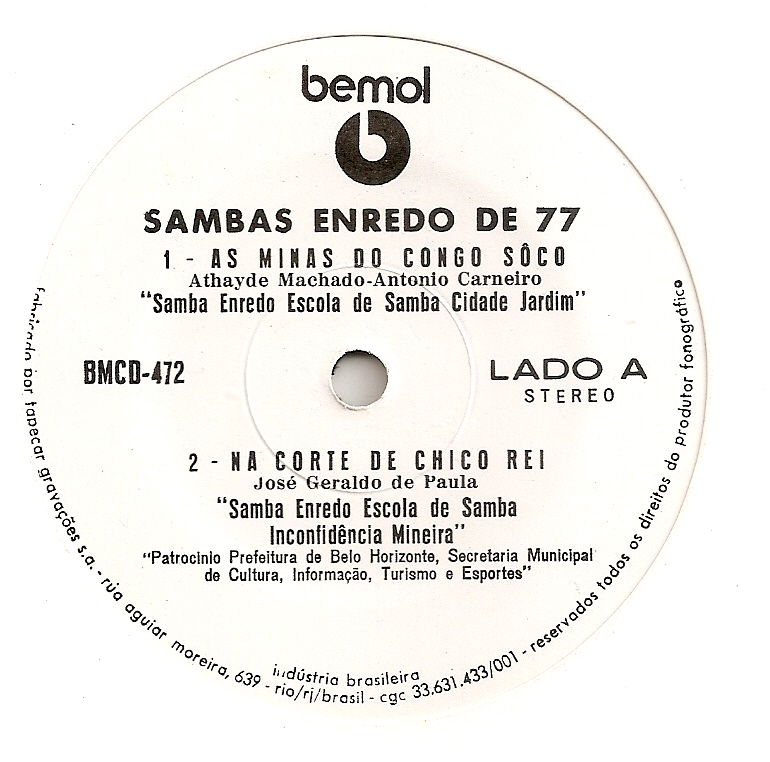 bemol
b
SAMBAS ENREDO DE 77
1 - AS MINAS DO CONGO SÔCO
Athayde Machado-Antonio Carneiro
"Samba Enredo Escola de Samba Cidade Jardim"
BMCD-472
LADO A
STEREO
2 - NA CORTE DE CHICO REI
José Geraldo de Paula
"Samba Enredo Escola de Samba
Inconfidência Mineira"
"Patrocinio Prefeitura de Belo Horizonte, Secretaria Municipal
de Cultura, Informação, Turismo e Esportes"
indústria brasileira
fabricado por tapecar gravações s.a. - rua aguiar moreira, 639 - rio/rj/brasil - cgc 33.631.433/001 - reservados todos os direitos do produtor fonográfico